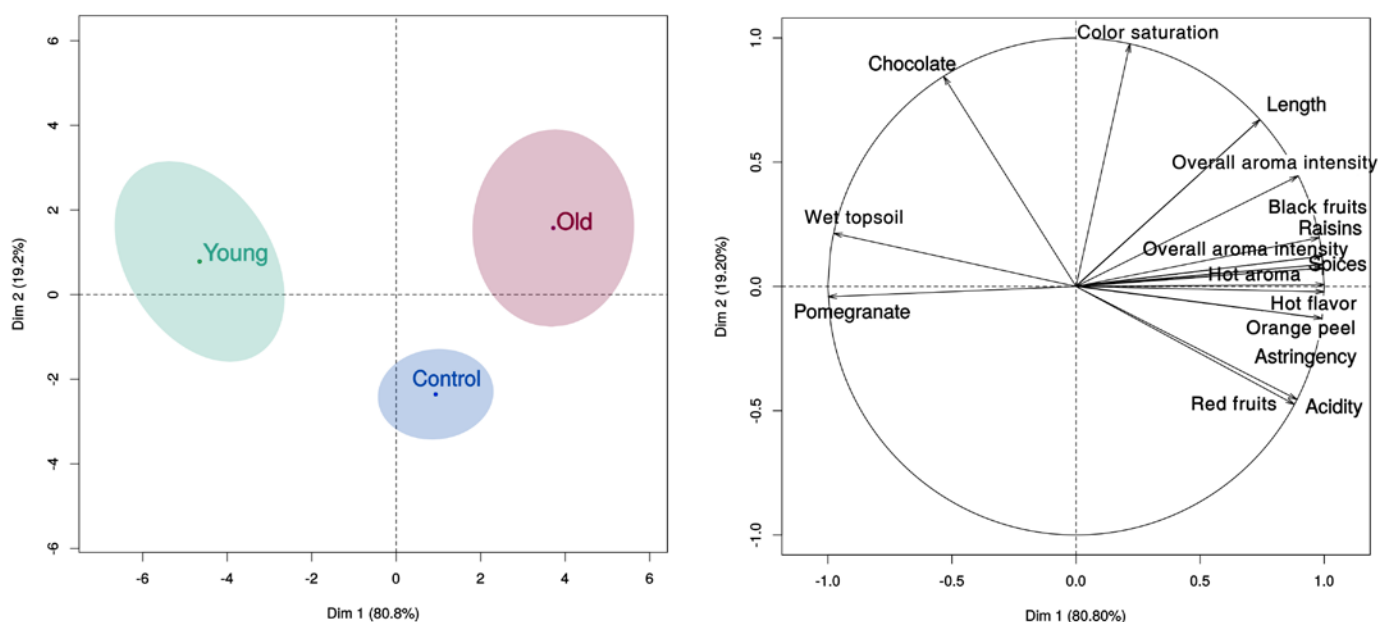 6
4
2
0
-2
-4
-6
Dim 2 (19.2%)
Young
Old
Control
-6
-4
-2
0
2
4
6
Dim 1 (80.8%)
1.0
0.5
0.0
-0.5
-1.0
Dim 2 (19.20%)
Color saturation
Chocolate
Length
Overall aroma intensity
Black fruits
Wet topsoil
Raisins
Overall aroma intensity
Spices
Hot aroma
Hot flavor
Pomegranate
Orange peel
Astringency
Red fruits
Acidity
-1.0
-0.5
0.0
0.5
1.0
Dim 1 (80.80%)